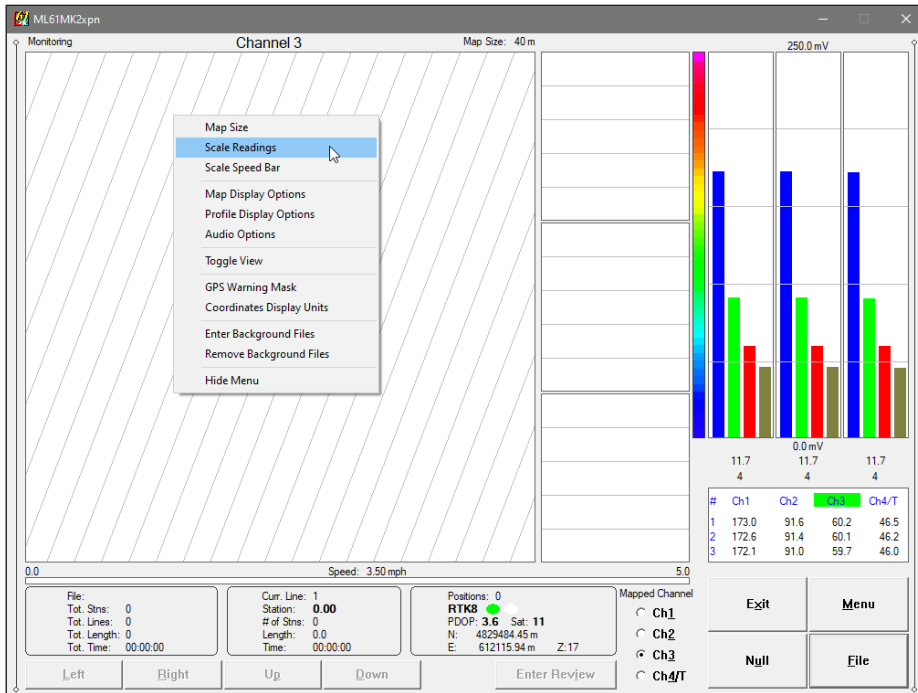 ML61MK2xpn
Monitoring Channel 3 Map Size: 40 m
250.0 mV
Map Size
Scale Readings
Scale Speed Bar
Map Display Options
Profile Display Options
Audio Options
Toggle View
GPS Warning Mask
Coordinates Display Units
Enter Background Files
Remove Background Files
Hide Menu
0.0 mV
11.7 11.7 11.7
4 4 4
# Ch1 Ch2 Ch3 Ch4/T
1 173.0 91.6 60.2 46.5
2 172.6 91.4 60.1 46.2
3 172.1 91.0 59.7 46.0
0.0 Speed: 3.50 mph 5.0
File:
Tot. Stns: 0
Tot. Lines: 0
Tot. Length: 0
Tot. Time: 00:00:00
Curr. Line: 1
Station: 0.00
# of Stns: 0
Length: 0.0
Time: 00:00:00
Positions: 0
RTK8
PDOP: 3.6 Sat: 11
N: 4829484.45 m
E: 612115.94 m Z:17
Mapped Channel
Ch1
Ch2
Ch3
Ch4/T
Exit Menu
Null File
Left Right Up Down Enter Review